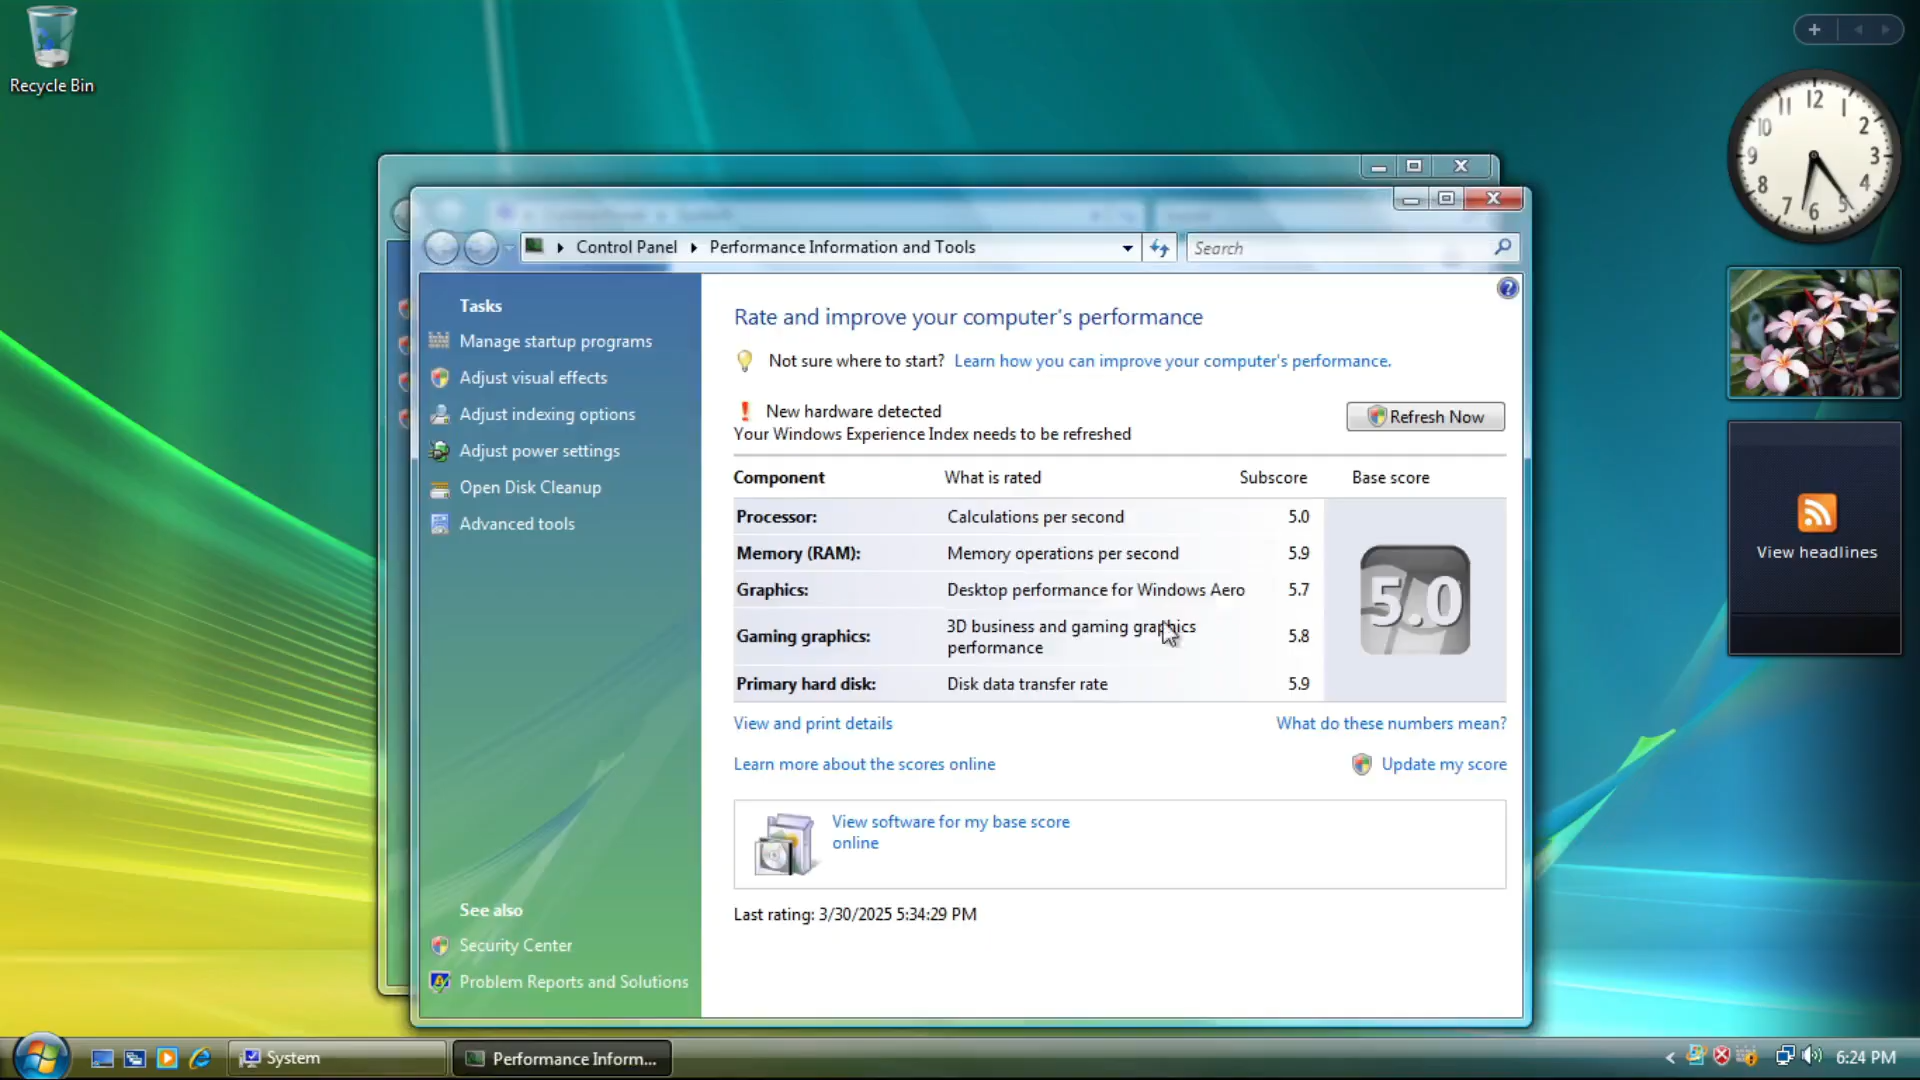 Recycle Bin
Control Panel
Performance Information and Tools
Search
Tasks
Manage startup programs
Adjust visual effects
Adjust indexing options
Adjust power settings
Open Disk Cleanup
Advanced tools
See also
Security Center
Problem Reports and Solutions
Rate and improve your computer's performance
Not sure where to start? Learn how you can improve your computer's performance.
New hardware detected
Your Windows Experience Index needs to be refreshed
Refresh Now
Component What is rated Subscore Base score
Processor: Calculations per second 5.0
Memory (RAM): Memory operations per second 5.9
Graphics: Desktop performance for Windows Aero 5.7
Gaming graphics: 3D business and gaming graphics
performance 5.8
Primary hard disk: Disk data transfer rate 5.9
5.0
View and print details
What do these numbers mean?
Learn more about the scores online
Update my score
View software for my base score
online
Last rating: 3/30/2025 5:34:29 PM
12
1
2
3
4
5
6
7
8
9
10
11
View headlines
System
Performance Inform...
6:24 PM